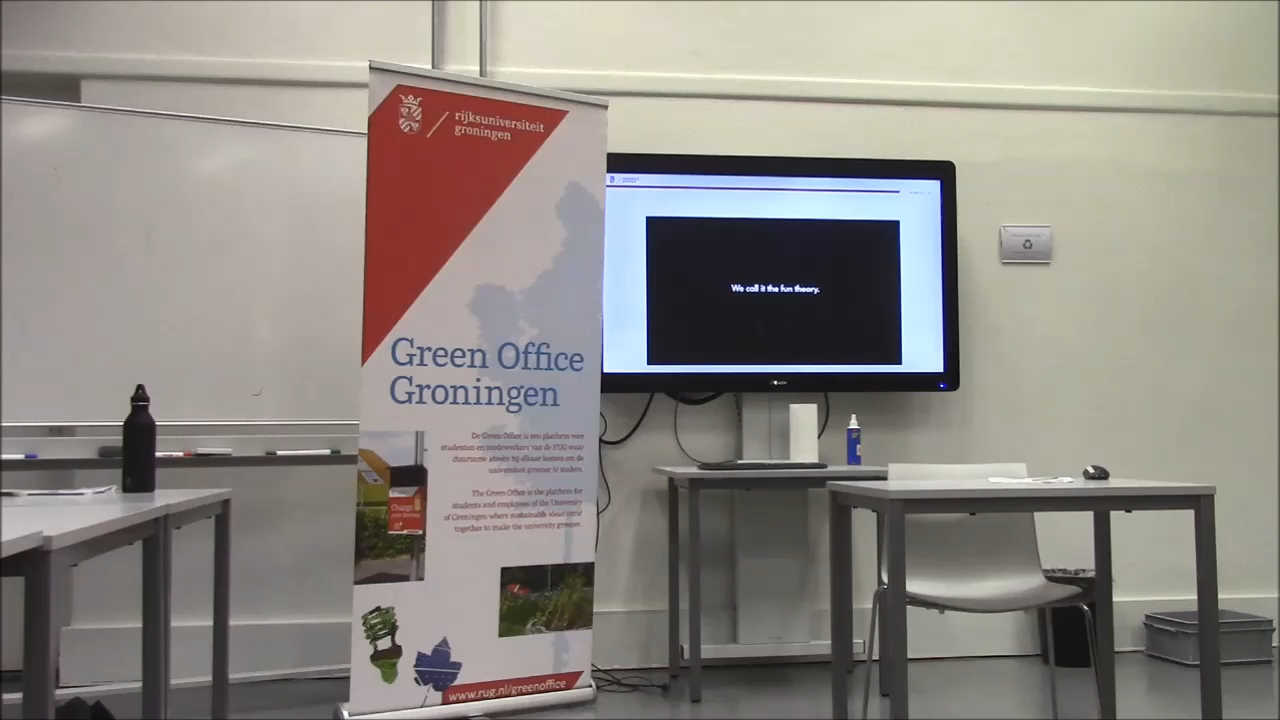 rijksuniversiteit
groningen
We call it the fun theory.
Green Office
Groningen
De Green Office is een platform voor
studenten en medewerkers van de RUG waar
duurzame ideeën bij elkaar komen om de
universiteit groener te maken.
The Green Office is the platform for
students and employees of the University
of Groningen where sustainable ideas come
together to make the university greener.
Change
www.rug.nl/greenoffice